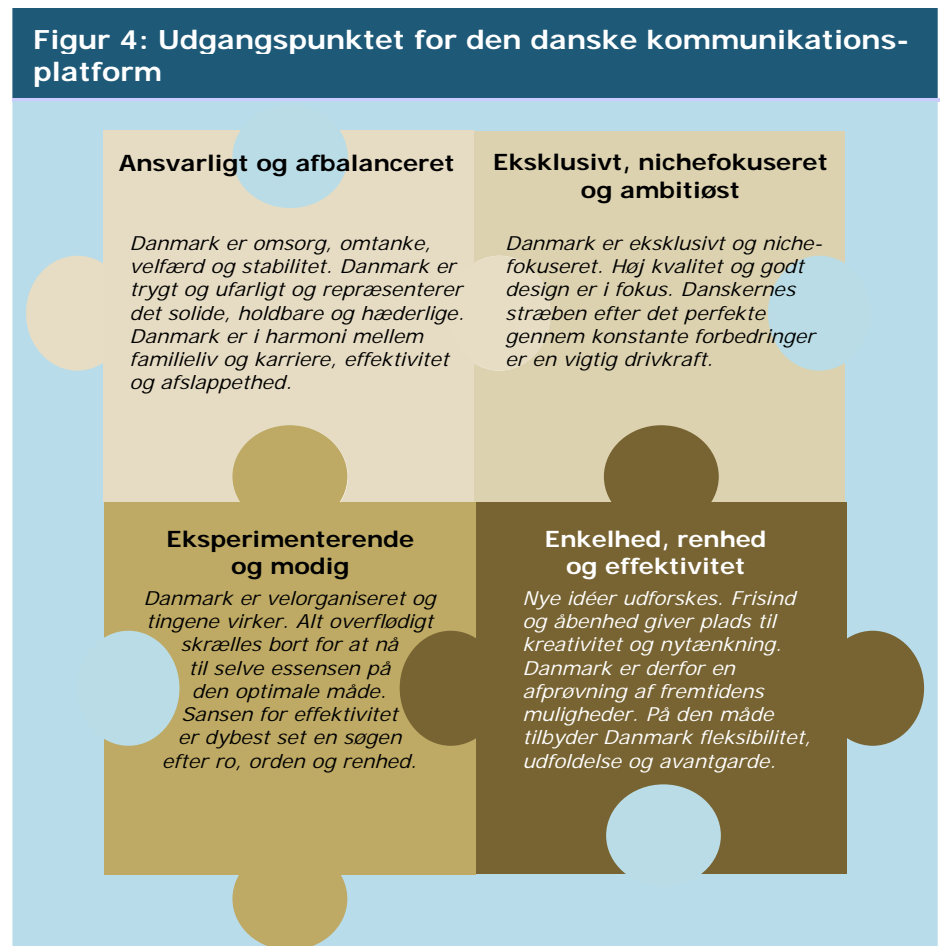 Figur 4: Udgangspunktet for den danske kommunikations-
platform
Ansvarligt og afbalanceret
Danmark er omsorg, omtanke,
velfærd og stabilitet. Danmark er
trygt og ufarligt og repræsenterer
det solide, holdbare og hæderlige.
Danmark er i harmoni mellem
familieliv og karriere, effektivitet
og afslappethed.
Eksklusivt, nichefokuseret
og ambitiøst
Danmark er eksklusivt og niche-
fokuseret. Høj kvalitet og godt
design er i fokus. Danskernes
stræben efter det perfekte
gennem konstante forbedringer
er en vigtig drivkraft.
Eksperimenterende
og modig
Danmark er velorganiseret og
tingene virker. Alt overflødigt
skrælles bort for at nå
til selve essensen på
den optimale måde.
Sansen for effektivitet
er dybest set en søgen
efter ro, orden og renhed.
Enkelhed, renhed
og effektivitet
Nye idéer udforskes. Frisind
og åbenhed giver plads til
kreativitet og nytænkning.
Danmark er derfor en
afprøvning af fremtidens
muligheder. På den måde
tilbyder Danmark fleksibilitet,
udfoldelse og avantgarde.